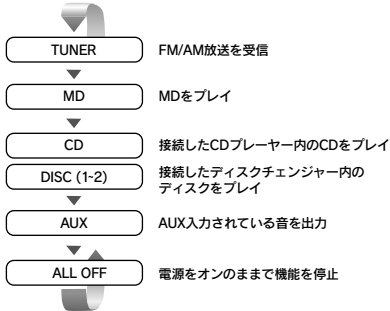 TUNER FM/AM放送を受信
MD MDをプレイ
CD 接続したCDプレーヤー内のCDをプレイ
DISC (1~2) 接続したディスクチェンジャー内の
ディスクをプレイ
AUX AUX入力されている音を出力
ALL OFF 電源をオンのままで機能を停止